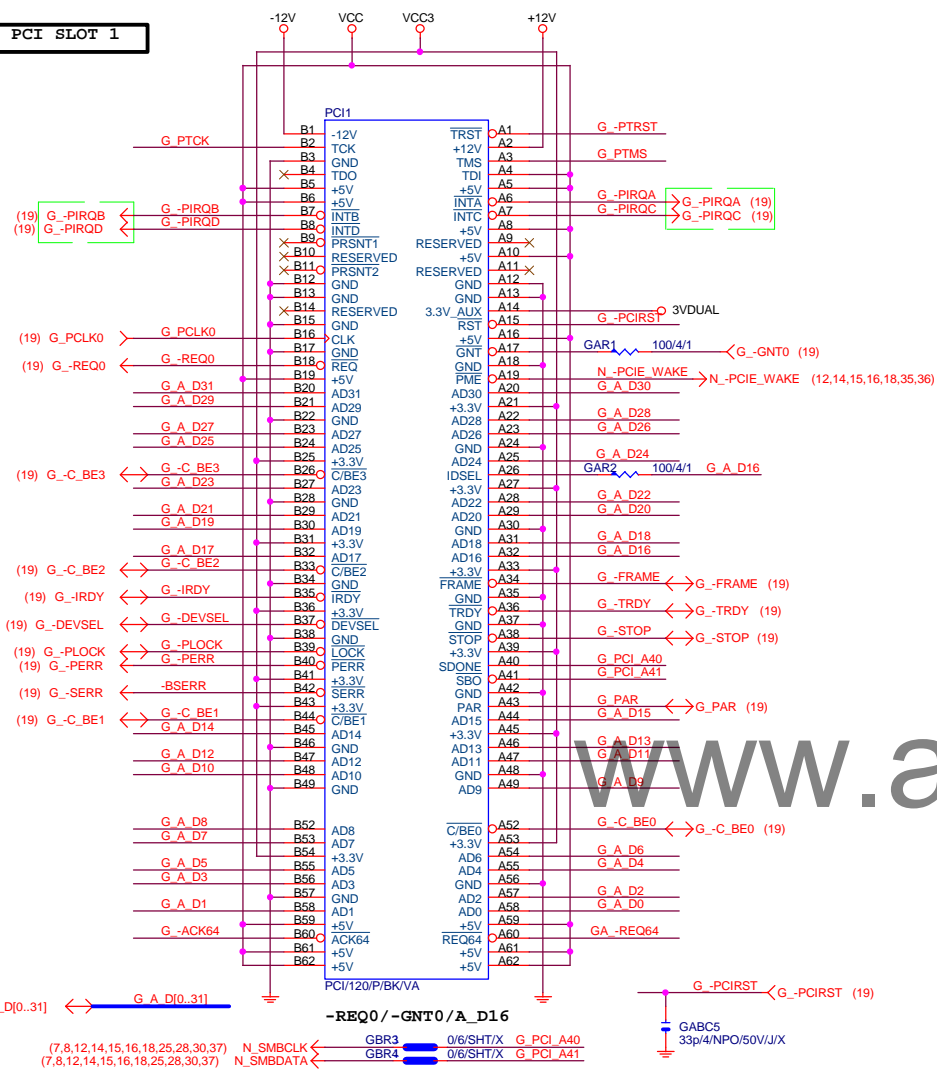 PCI SLOT 1
-12V VCC VCC3 +12V
PCI1
B1 -12V TRST A1 G_-PTRST
G_PTCK B2 TCK +12V A2
B3 GND TMS A3 G_PTMS
B4 TDO TDI A4
B5 +5V +5V A5
B6 +5V INTA A6 G_-PIRQA G_-PIRQA (19)
(19) G_-PIRQB G_-PIRQB B7 INTB INTC A7 G_-PIRQC G_-PIRQC (19)
(19) G_-PIRQD G_-PIRQD B8 INTD +5V A8
B9 PRSNT1 RESERVED A9
B10 RESERVED +5V A10
B11 PRSNT2 RESERVED A11
B12 GND GND A12
B13 GND GND A13
B14 RESERVED 3.3V_AUX A14 3VDUAL
B15 GND RST A15 G_-PCIRST
(19) G_PCLK0 G_PCLK0 B16 CLK +5V A16
B17 GND GNT A17 GAR1 100/4/1 G_-GNT0 (19)
(19) G_-REQ0 G_-REQ0 B18 REQ GND A18
B19 +5V PME A19 N_-PCIE_WAKE N_-PCIE_WAKE (12,14,15,16,18,35,36)
G_A_D31 B20 AD31 AD30 A20 G_A_D30
G_A_D29 B21 AD29 +3.3V A21
B22 GND AD28 A22 G_A_D28
G_A_D27 B23 AD27 AD26 A23 G_A_D26
G_A_D25 B24 AD25 GND A24
B25 +3.3V AD24 A25 G_A_D24
(19) G_-C_BE3 G_-C_BE3 B26 C/BE3 IDSEL A26 GAR2 100/4/1 G_A_D16
G_A_D23 B27 AD23 +3.3V A27
B28 GND AD22 A28 G_A_D22
G_A_D21 B29 AD21 AD20 A29 G_A_D20
G_A_D19 B30 AD19 GND A30
B31 +3.3V AD18 A31 G_A_D18
G_A_D17 B32 AD17 AD16 A32 G_A_D16
(19) G_-C_BE2 G_-C_BE2 B33 C/BE2 +3.3V A33
B34 GND FRAME A34 G_-FRAME G_-FRAME (19)
(19) G_-IRDY G_-IRDY B35 IRDY GND A35
B36 +3.3V TRDY A36 G_-TRDY G_-TRDY (19)
(19) G_-DEVSEL G_-DEVSEL B37 DEVSEL GND A37
B38 GND STOP A38 G_-STOP G_-STOP (19)
(19) G_-PLOCK G_-PLOCK B39 LOCK +3.3V A39
(19) G_-PERR G_-PERR B40 PERR SDONE A40 G_PCI_A40
B41 +3.3V SBO A41 G_PCI_A41
(19) G_-SERR -BSERR B42 SERR GND A42
B43 +3.3V PAR A43 G_PAR G_PAR (19)
(19) G_-C_BE1 G_-C_BE1 B44 C/BE1 AD15 A44 G_A_D15
G_A_D14 B45 AD14 +3.3V A45
B46 GND AD13 A46 G_A_D13
G_A_D12 B47 AD12 AD11 A47 G_A_D11
G_A_D10 B48 AD10 GND A48
B49 GND AD9 A49 G_A_D9
www.a
G_A_D8 B52 AD8 C/BE0 A52 G_-C_BE0 G_-C_BE0 (19)
G_A_D7 B53 AD7 +3.3V A53
B54 +3.3V AD6 A54 G_A_D6
G_A_D5 B55 AD5 AD4 A55 G_A_D4
G_A_D3 B56 AD3 GND A56
B57 GND AD2 A57 G_A_D2
G_A_D1 B58 AD1 AD0 A58 G_A_D0
B59 +5V +5V A59
G_-ACK64 B60 ACK64 REQ64 A60 GA_-REQ64
B61 +5V +5V A61
B62 +5V +5V A62
PCI/120/P/BK/VA
_D[0..31] G_A_D[0..31]
-REQ0/-GNT0/A_D16
G_-PCIRST G_-PCIRST (19)
GABC5
33p/4/NPO/50V/J/X
(7,8,12,14,15,16,18,25,28,30,37) N_SMBCLK GBR3 0/6/SHT/X G_PCI_A40
(7,8,12,14,15,16,18,25,28,30,37) N_SMBDATA GBR4 0/6/SHT/X G_PCI_A41